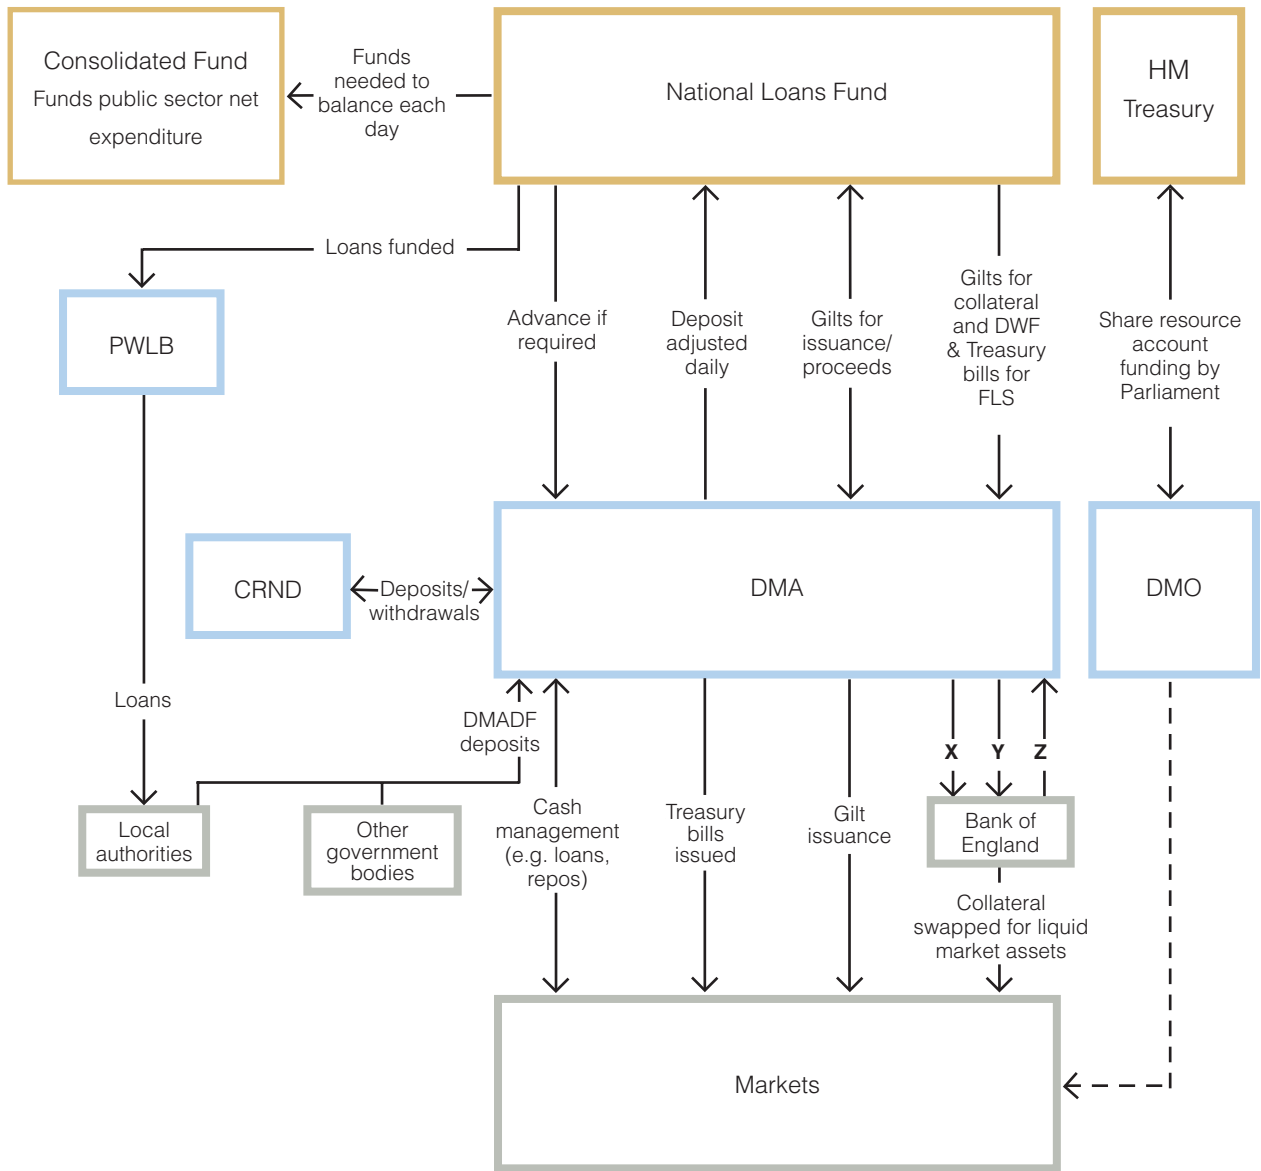 Consolidated Fund
Funds public sector net
expenditure
Funds
needed to
balance each
day
National Loans Fund
HM
Treasury
Loans funded
PWLB
Advance if
required
Deposit
adjusted
daily
Gilts for
issuance/
proceeds
Gilts for
collateral
and DWF
& Treasury
bills for
FLS
Share resource
account
funding by
Parliament
CRND
Deposits/
withdrawals
DMA
DMO
Loans
DMADF
deposits
X
Y
Z
Local
authorities
Other
government
bodies
Cash
management
(e.g. loans,
repos)
Treasury
bills
issued
Gilt
issuance
Bank of
England
Collateral
swapped for liquid
market assets
Markets